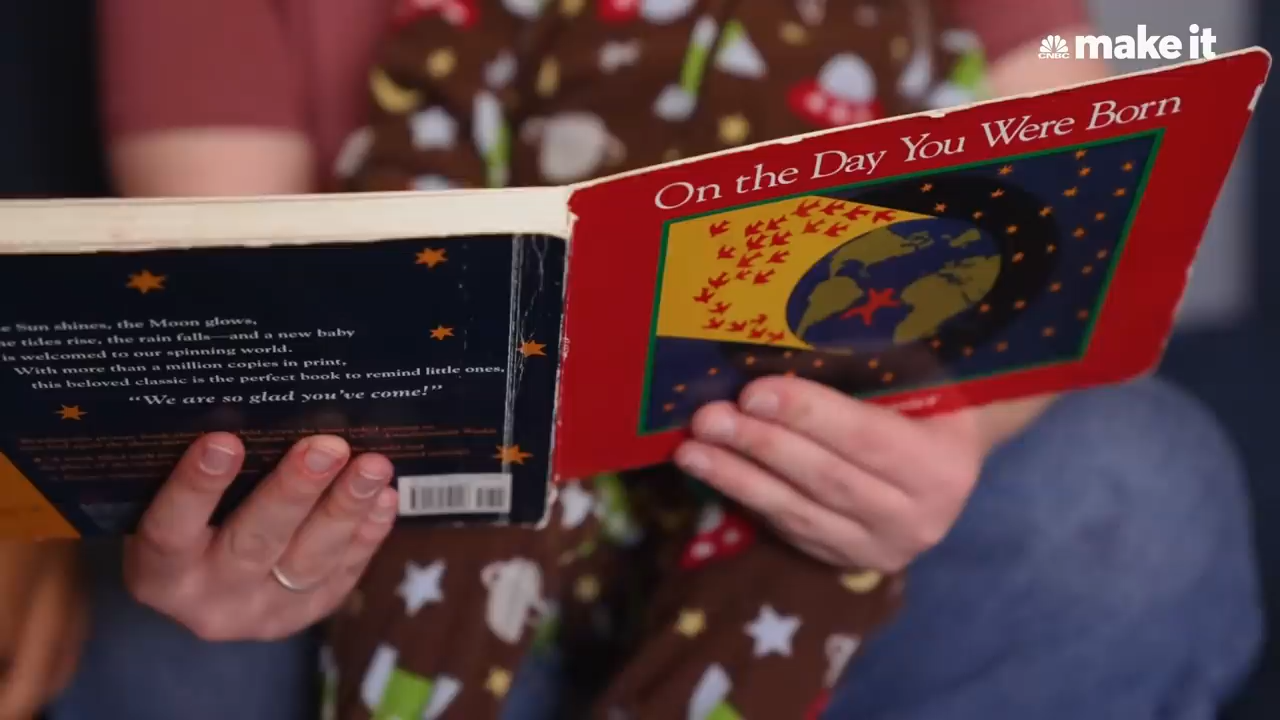 CNBC make it
On the Day You Were Born
e Sun shines, the Moon glows,
e tides rise, the rain falls—and a new baby
is welcomed to our spinning world.
With more than a million copies in print,
this beloved classic is the perfect book to remind little ones,
“We are so glad you’ve come!”